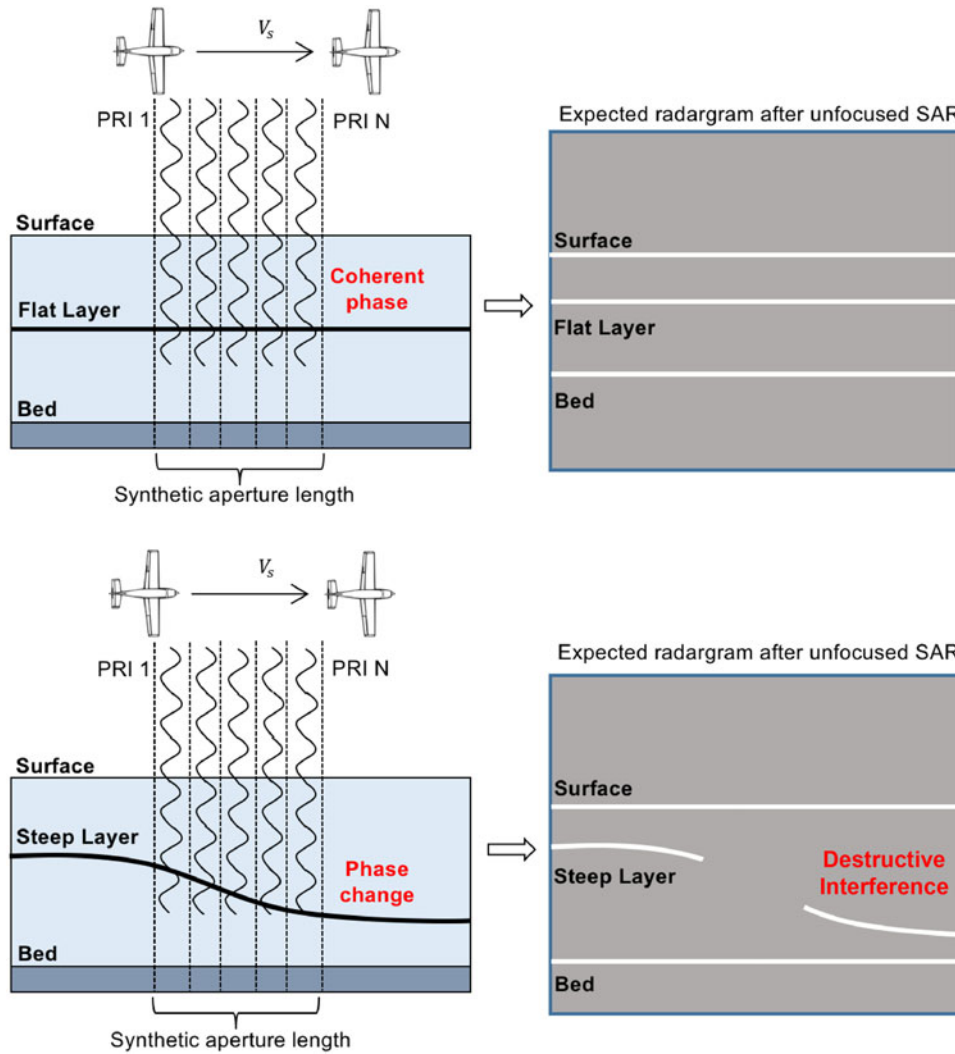 V_s
PRI 1
PRI N
Expected radargram after unfocused SAR
Surface
Flat Layer
Coherent
phase
Bed
Surface
Flat Layer
Bed
Synthetic aperture length
V_s
PRI 1
PRI N
Expected radargram after unfocused SAR
Surface
Steep Layer
Phase
change
Bed
Surface
Steep Layer
Destructive
Interference
Bed
Synthetic aperture length